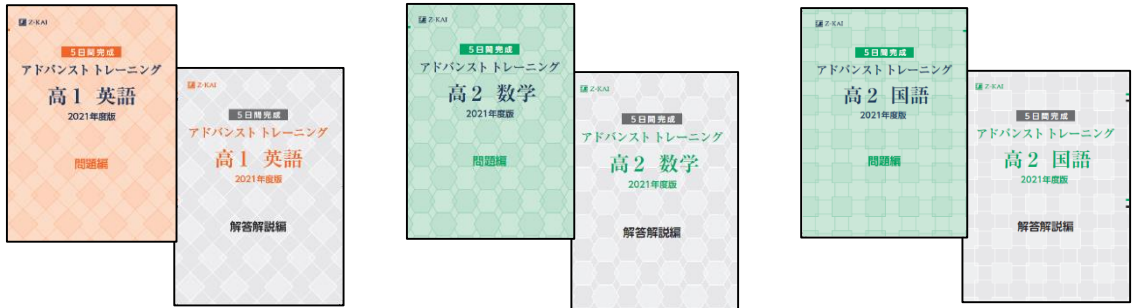 Z-KAI
5日間完成
アドバンスト トレーニング
高1 英語
2021年度版
問題編
Z-KAI
5日間完成
アドバンスト トレーニング
高1 英語
2021年度版
解答解説編
Z-KAI
5日間完成
アドバンスト トレーニング
高2 数学
2021年度版
問題編
Z-KAI
5日間完成
アドバンスト トレーニング
高2 数学
2021年度版
解答解説編
Z-KAI
5日間完成
アドバンスト トレーニング
高2 国語
2021年度版
問題編
Z-KAI
5日間完成
アドバンスト トレーニング
高2 国語
2021年度版
解答解説編